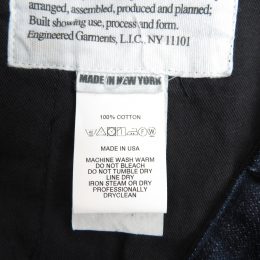 arranged, assembled, produced and planned;
Built showing use, process and form.
Engineered Garments, L.I.C., NY 11101
MADE IN NEW YORK
100% COTTON
MADE IN USA
MACHINE WASH WARM
DO NOT BLEACH
DO NOT TUMBLE DRY
LINE DRY
IRON STEAM OR DRY
PROFESSIONALLY
DRYCLEAN